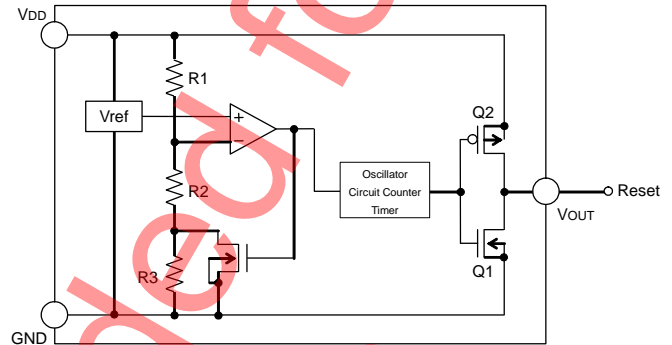 VDD
R1
Q2
Vref
+
−
Oscillator
Circuit Counter
Timer
R2
Reset
VOUT
R3
Q1
GND